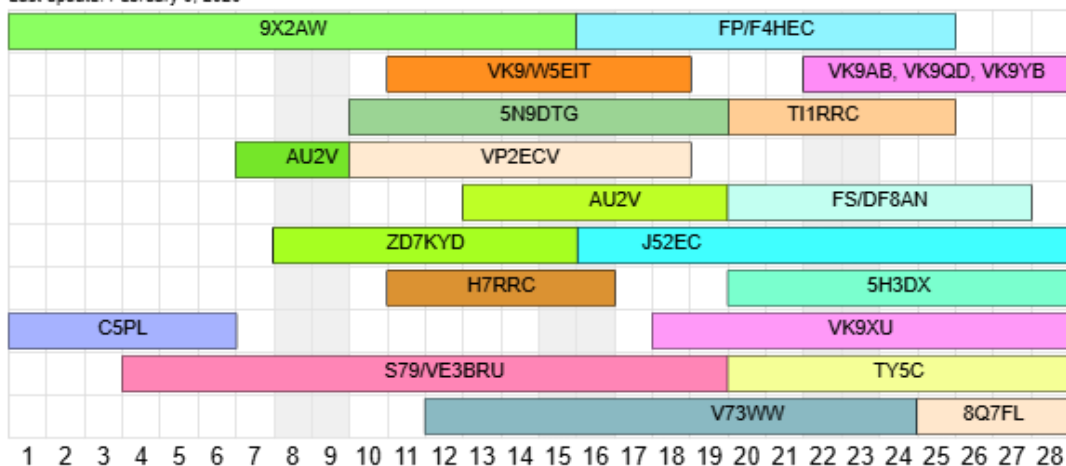 9X2AW FP/F4HEC
VK9/W5EIT VK9AB, VK9QD, VK9YB
5N9DTG TI1RRC
AU2V VP2ECV
AU2V FS/DF8AN
ZD7KYD J52EC
H7RRC 5H3DX
C5PL VK9XU
S79/VE3BRU TY5C
V73WW 8Q7FL
1 2 3 4 5 6 7 8 9 10 11 12 13 14 15 16 17 18 19 20 21 22 23 24 25 26 27 28